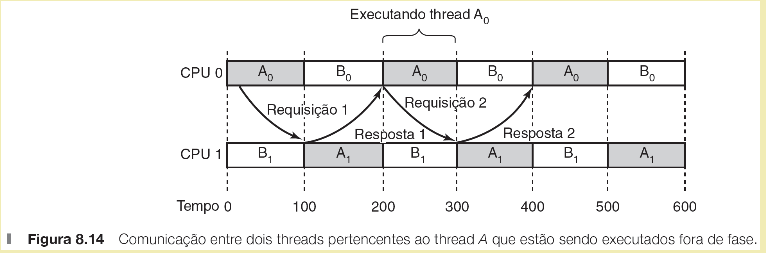 Executando thread A₀
CPU 0 A₀ B₀ A₀ B₀ A₀ B₀
Requisição 1 Requisição 2
Resposta 1 Resposta 2
CPU 1 B₁ A₁ B₁ A₁ B₁ A₁
Tempo 0 100 200 300 400 500 600
Figura 8.14 Comunicação entre dois threads pertencentes ao thread A que estão sendo executados fora de fase.